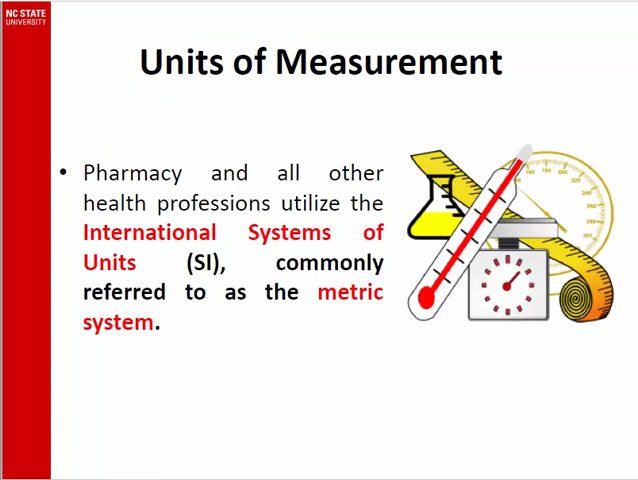 NC STATE
UNIVERSITY
Units of Measurement
• Pharmacy and all other
health professions utilize the
International Systems of
Units (SI), commonly
referred to as the metric
system.